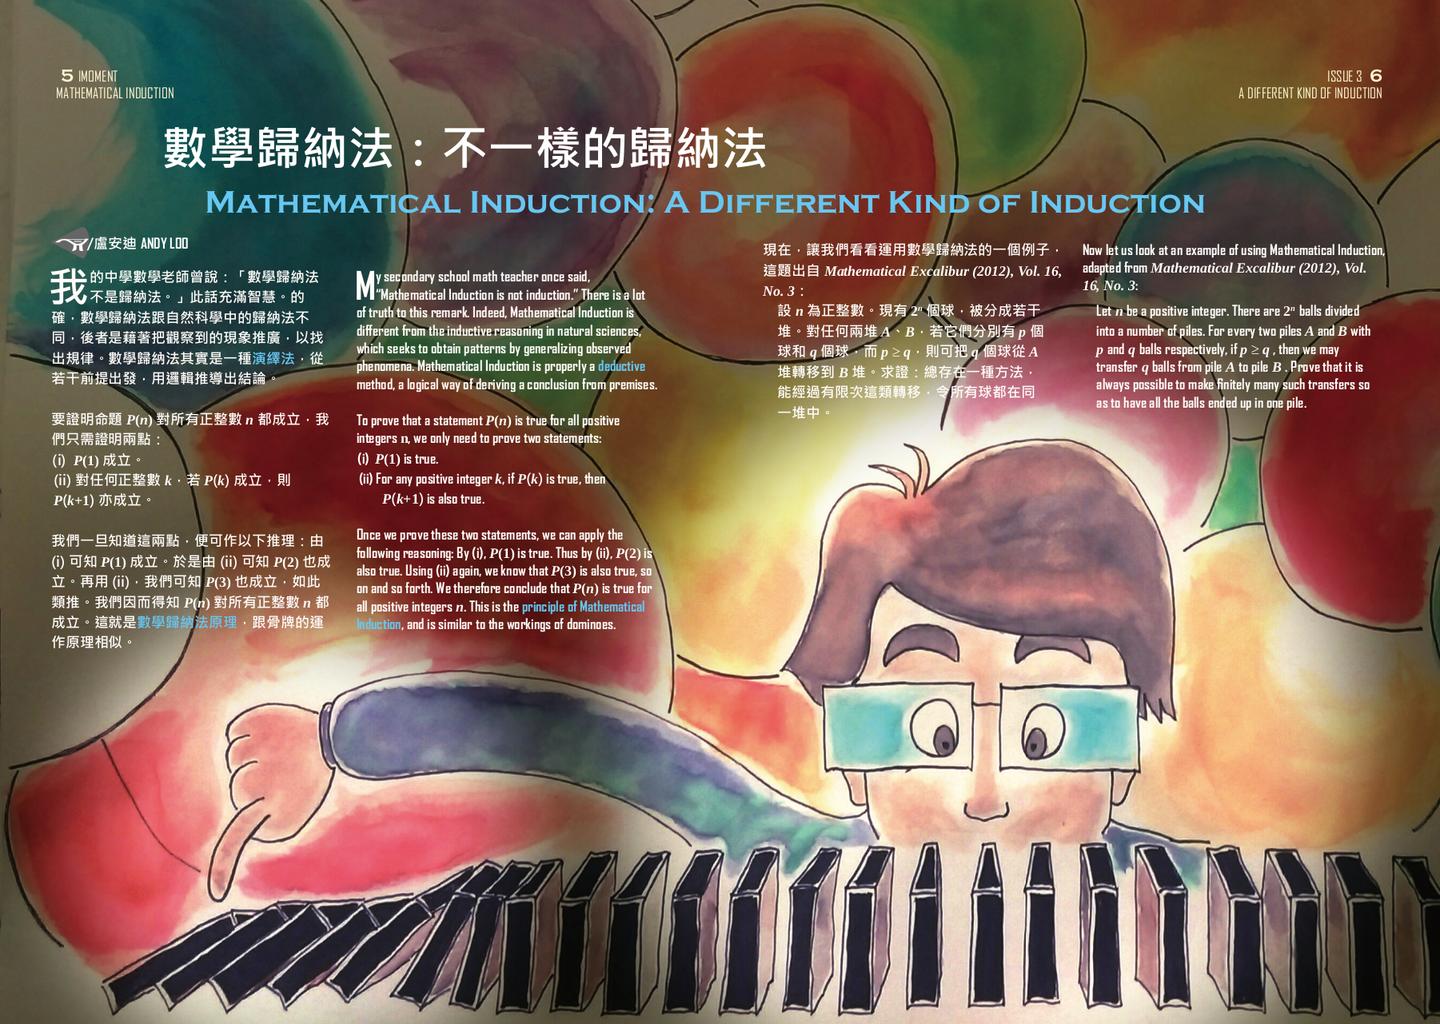 5 IMOMENT
MATHEMATICAL INDUCTION
ISSUE 3 6
A DIFFERENT KIND OF INDUCTION
數學歸納法：不一樣的歸納法
MATHEMATICAL INDUCTION: A DIFFERENT KIND OF INDUCTION
/盧安迪 ANDY LOO
我的中學數學老師曾說：「數學歸納法
不是歸納法。」此話充滿智慧。的
確，數學歸納法跟自然科學中的歸納法不
同，後者是藉著把觀察到的現象推廣，以找
出規律。數學歸納法其實是一種演繹法，從
若干前提出發，用邏輯推導出結論。
要證明命題 P(n) 對所有正整數 n 都成立，我
們只需證明兩點：
(i) P(1) 成立。
(ii) 對任何正整數 k，若 P(k) 成立，則
P(k+1) 亦成立。
我們一旦知道這兩點，便可作以下推理：由
(i) 可知 P(1) 成立。於是由 (ii) 可知 P(2) 也成
立。再用 (ii)，我們可知 P(3) 也成立，如此
類推。我們因而得知 P(n) 對所有正整數 n 都
成立。這就是數學歸納法原理，跟骨牌的運
作原理相似。
My secondary school math teacher once said,
“Mathematical Induction is not induction.” There is a lot
of truth to this remark. Indeed, Mathematical Induction is
different from the inductive reasoning in natural sciences,
which seeks to obtain patterns by generalizing observed
phenomena. Mathematical Induction is properly a deductive
method, a logical way of deriving a conclusion from premises.
To prove that a statement P(n) is true for all positive
integers n, we only need to prove two statements:
(i) P(1) is true.
(ii) For any positive integer k, if P(k) is true, then
P(k+1) is also true.
Once we prove these two statements, we can apply the
following reasoning: By (i), P(1) is true. Thus by (ii), P(2) is
also true. Using (ii) again, we know that P(3) is also true, so
on and so forth. We therefore conclude that P(n) is true for
all positive integers n. This is the principle of Mathematical
Induction, and is similar to the workings of dominoes.
現在，讓我們看看運用數學歸納法的一個例子，
這題出自 Mathematical Excalibur (2012), Vol. 16,
No. 3：
設 n 為正整數。現有 2ⁿ 個球，被分成若干
堆。對任何兩堆 A、B，若它們分別有 p 個
球和 q 個球，而 p ≥ q，則可把 q 個球從 A
堆轉移到 B 堆。求證：總存在一種方法，
能經過有限次這類轉移，令所有球都在同
一堆中。
Now let us look at an example of using Mathematical Induction,
adapted from Mathematical Excalibur (2012), Vol.
16, No. 3:
Let n be a positive integer. There are 2ⁿ balls divided
into a number of piles. For every two piles A and B with
p and q balls respectively, if p ≥ q , then we may
transfer q balls from pile A to pile B . Prove that it is
always possible to make finitely many such transfers so
as to have all the balls ended up in one pile.